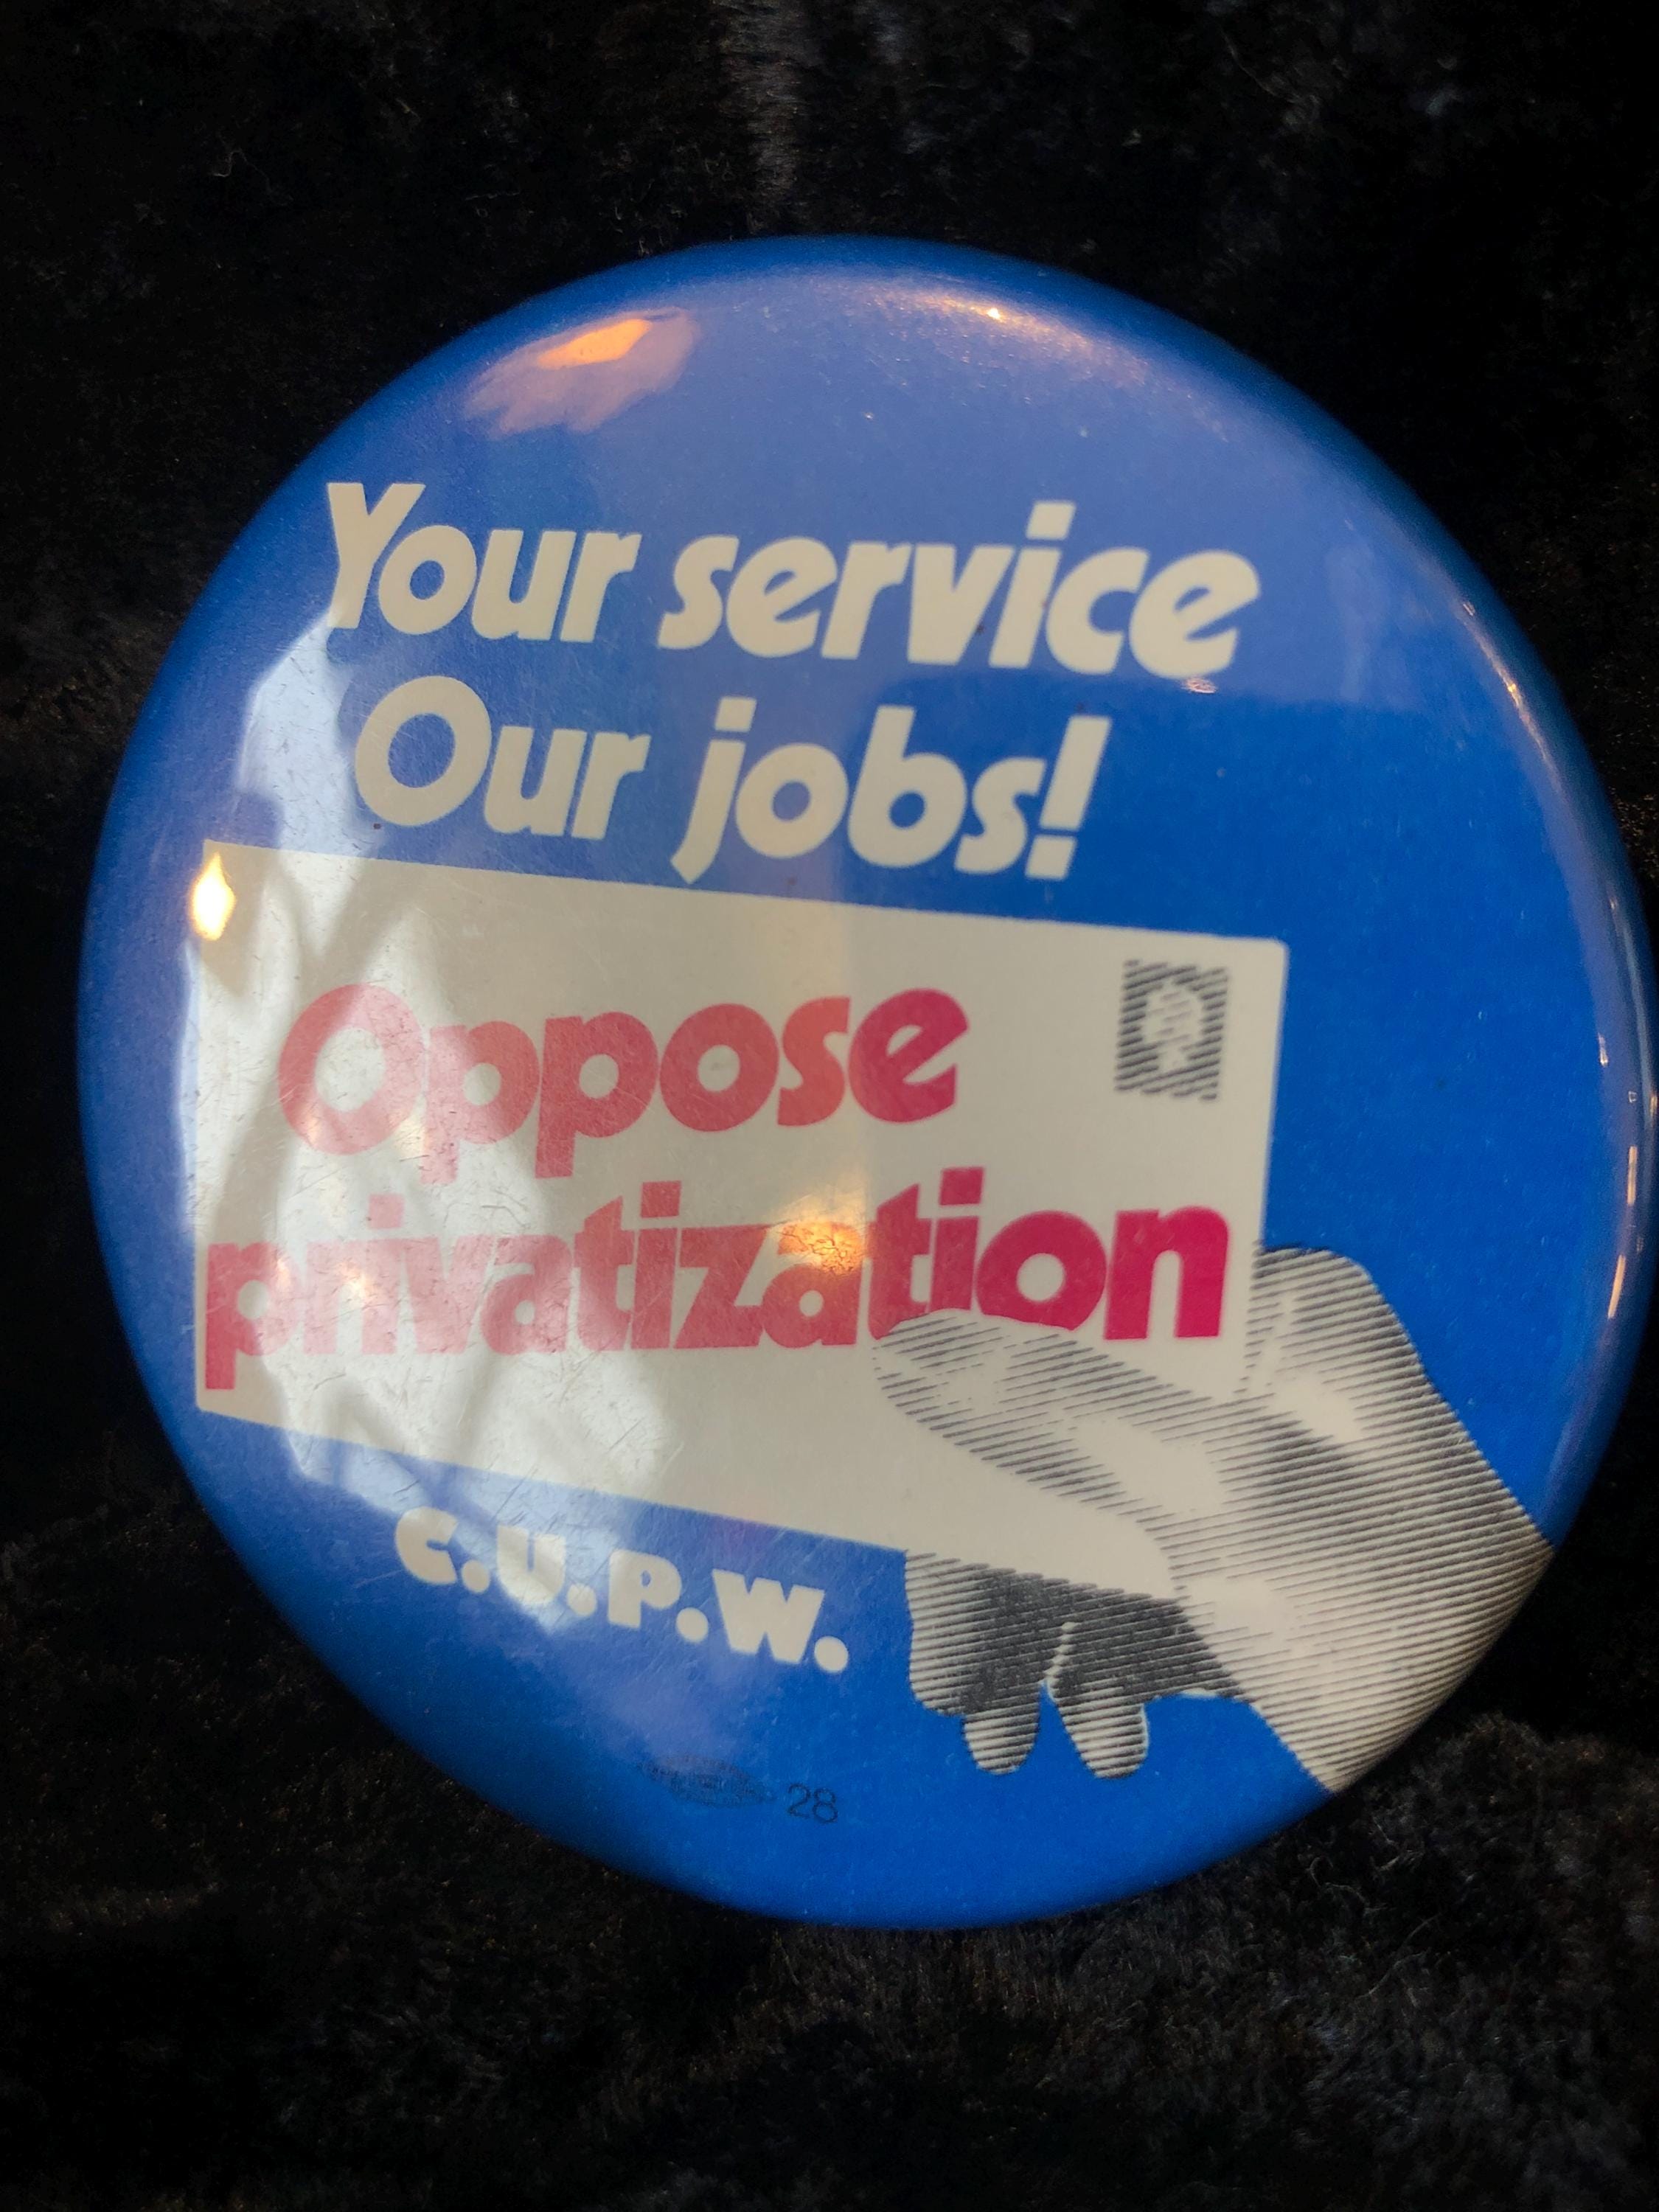 Your service
Our jobs!
Oppose
privatization
C.U.P.W.
28